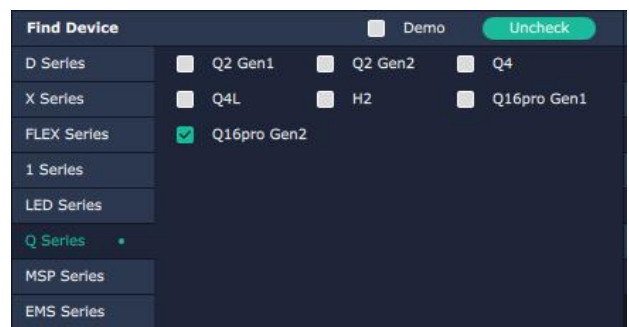 Find Device Demo Uncheck
D Series Q2 Gen1 Q2 Gen2 Q4
X Series Q4L H2 Q16pro Gen1
FLEX Series Q16pro Gen2
1 Series
LED Series
Q Series
MSP Series
EMS Series